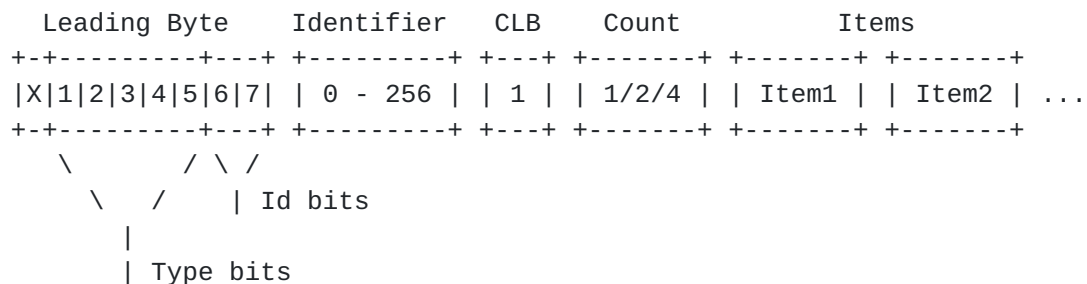 Leading Byte    Identifier   CLB    Count            Items
+-+---------+---+ +---------+ +---+ +-------+ +-------+ +-------+
|X|1|2|3|4|5|6|7| | 0 - 256 | | 1 | | 1/2/4 | | Item1 | | Item2 | ...
+-+---------+---+ +---------+ +---+ +-------+ +-------+ +-------+
   \       / \ /
     \   /    | Id bits
       |
       | Type bits